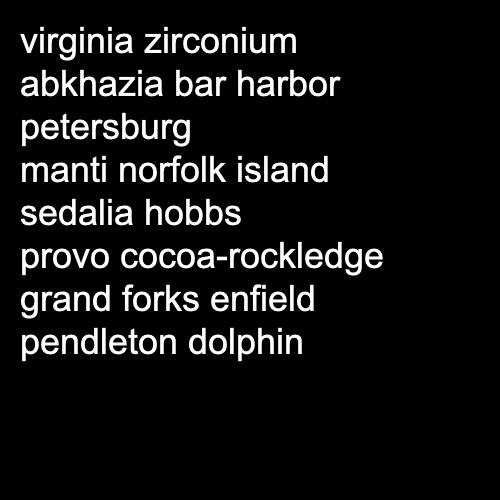 virginia zirconium
abkhazia bar harbor
petersburg
manti norfolk island
sedalia hobbs
provo cocoa-rockledge
grand forks enfield
pendleton dolphin